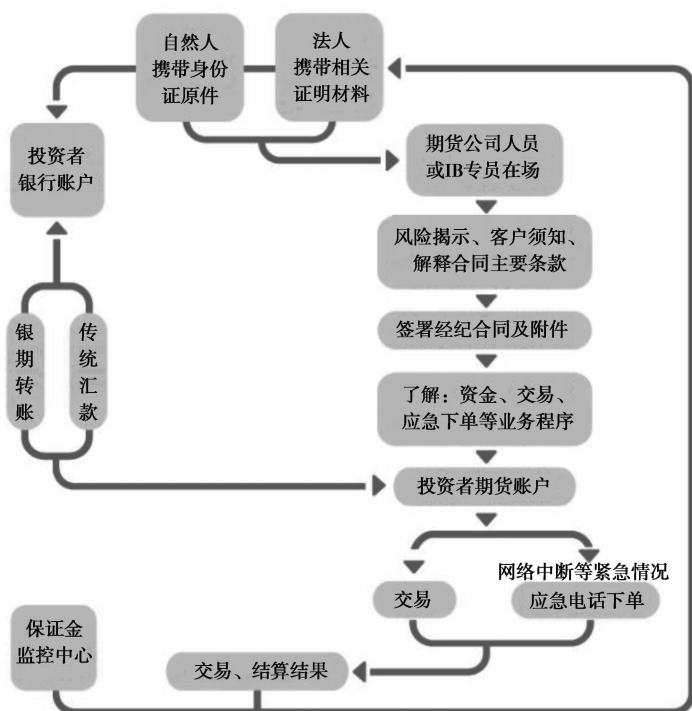 自然人
携带身份
证原件
法人
携带相关
证明材料
投资者
银行账户
期货公司人员
或IB专员在场
风险揭示、客户须知、
解释合同主要条款
签署经纪合同及附件
银期转账
传统汇款
了解：资金、交易、
应急下单等业务程序
投资者期货账户
网络中断等紧急情况
交易
应急电话下单
保证金
监控中心
交易、结算结果